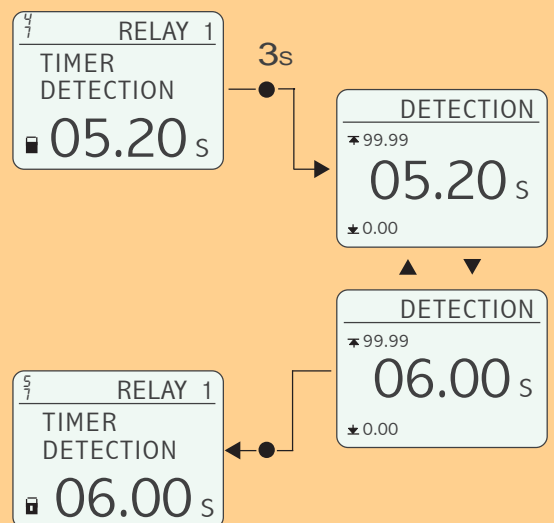 4/7 RELAY 1
TIMER
DETECTION
05.20 s
3s
DETECTION
99.99
05.20 s
0.00
DETECTION
99.99
06.00 s
0.00
5/7 RELAY 1
TIMER
DETECTION
06.00 s